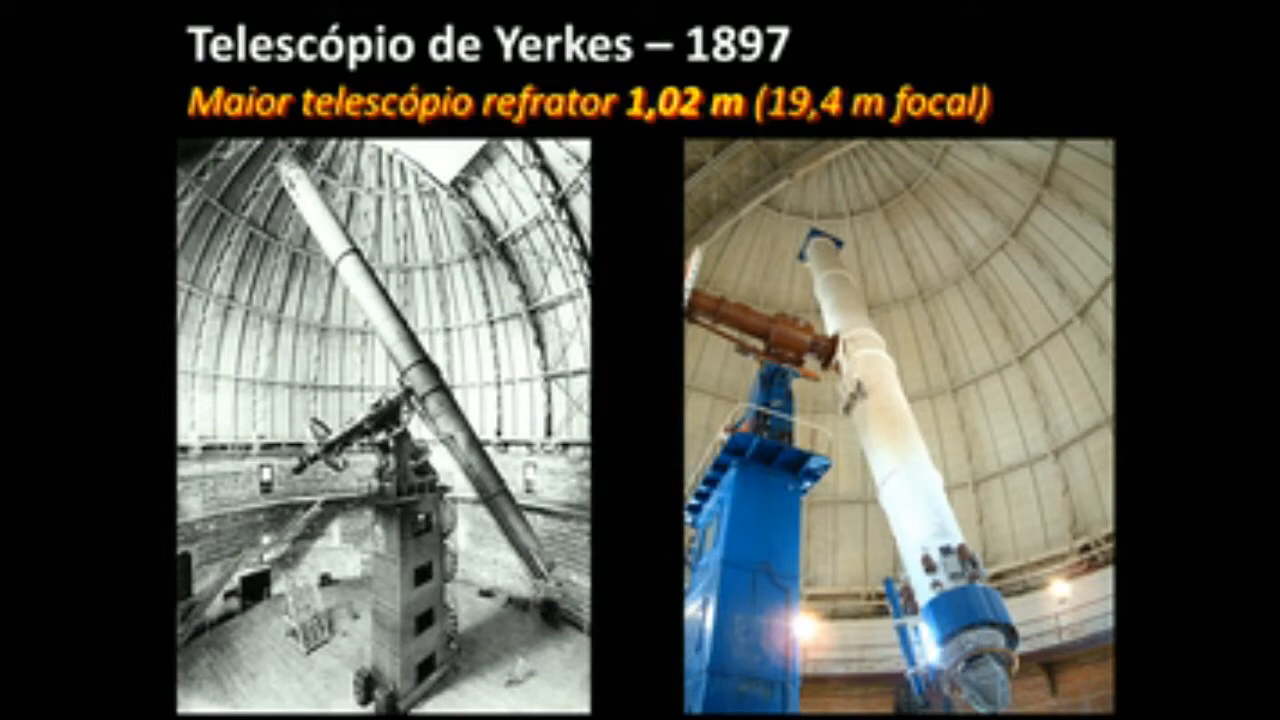 Telescópio de Yerkes – 1897
Maior telescópio refrator 1,02 m (19,4 m focal)